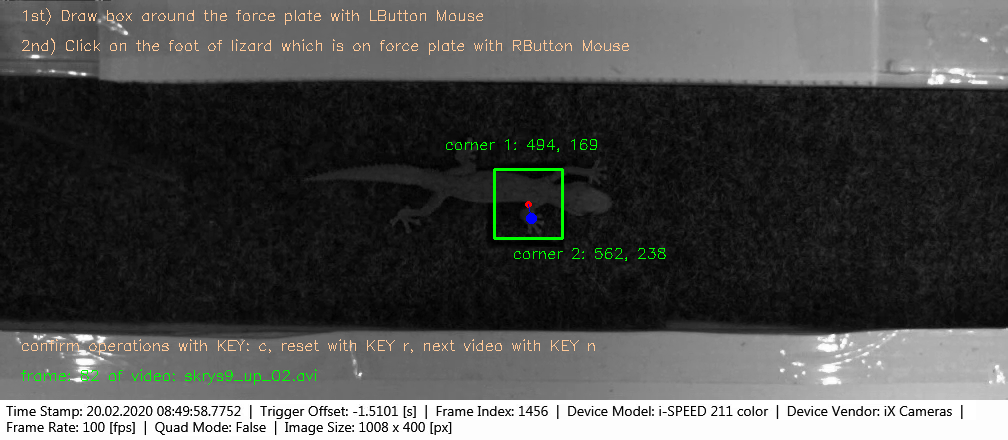 1st) Draw box around the force plate with LButton Mouse
2nd) Click on the foot of lizard which is on force plate with RButton Mouse
corner 1: 494, 169
corner 2: 562, 238
confirm operations with KEY: c, reset with KEY r, next video with KEY n
frame: 82 of video: skrys9_up_02.avi
Time Stamp: 20.02.2020 08:49:58.7752 | Trigger Offset: -1.5101 [s] | Frame Index: 1456 | Device Model: i-SPEED 211 color | Device Vendor: iX Cameras |
Frame Rate: 100 [fps] | Quad Mode: False | Image Size: 1008 x 400 [px]